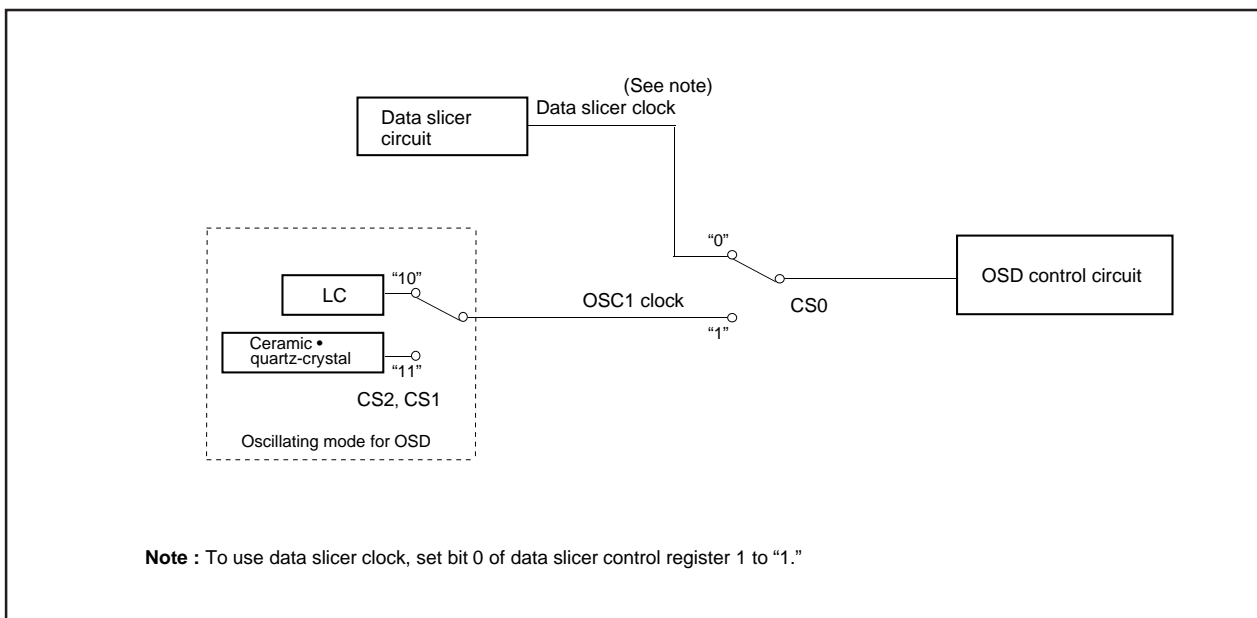 (See note)
Data slicer clock
Data slicer
circuit
“0”
OSD control circuit
“10”
LC
OSC1 clock
CS0
“1”
Ceramic •
quartz-crystal
“11”
CS2, CS1
Oscillating mode for OSD
Note : To use data slicer clock, set bit 0 of data slicer control register 1 to “1.”